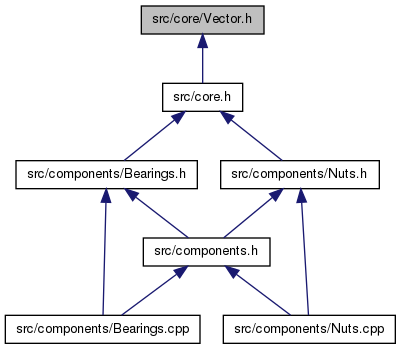 src/core/Vector.h
src/core.h
src/components/Bearings.h
src/components/Nuts.h
src/components.h
src/components/Bearings.cpp
src/components/Nuts.cpp